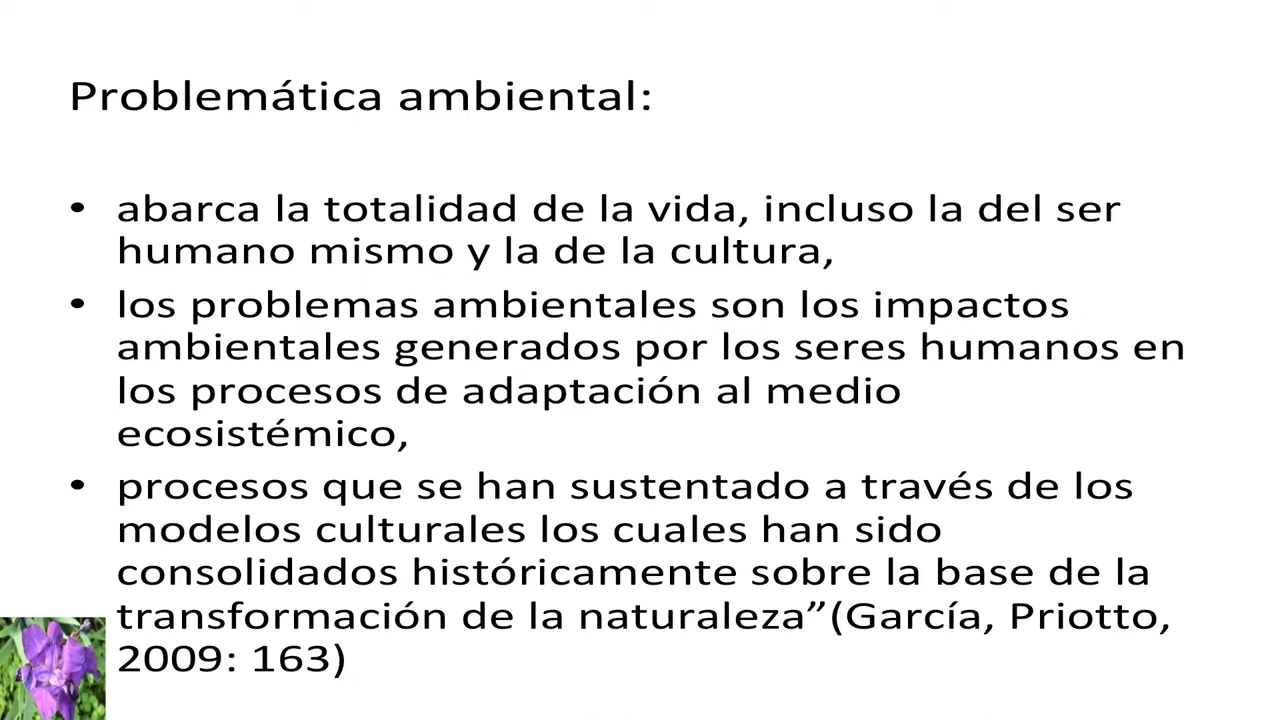 Problemática ambiental:
• abarca la totalidad de la vida, incluso la del ser
humano mismo y la de la cultura,
• los problemas ambientales son los impactos
ambientales generados por los seres humanos en
los procesos de adaptación al medio
ecosistémico,
• procesos que se han sustentado a través de los
modelos culturales los cuales han sido
consolidados históricamente sobre la base de la
transformación de la naturaleza”(García, Priotto,
2009: 163)